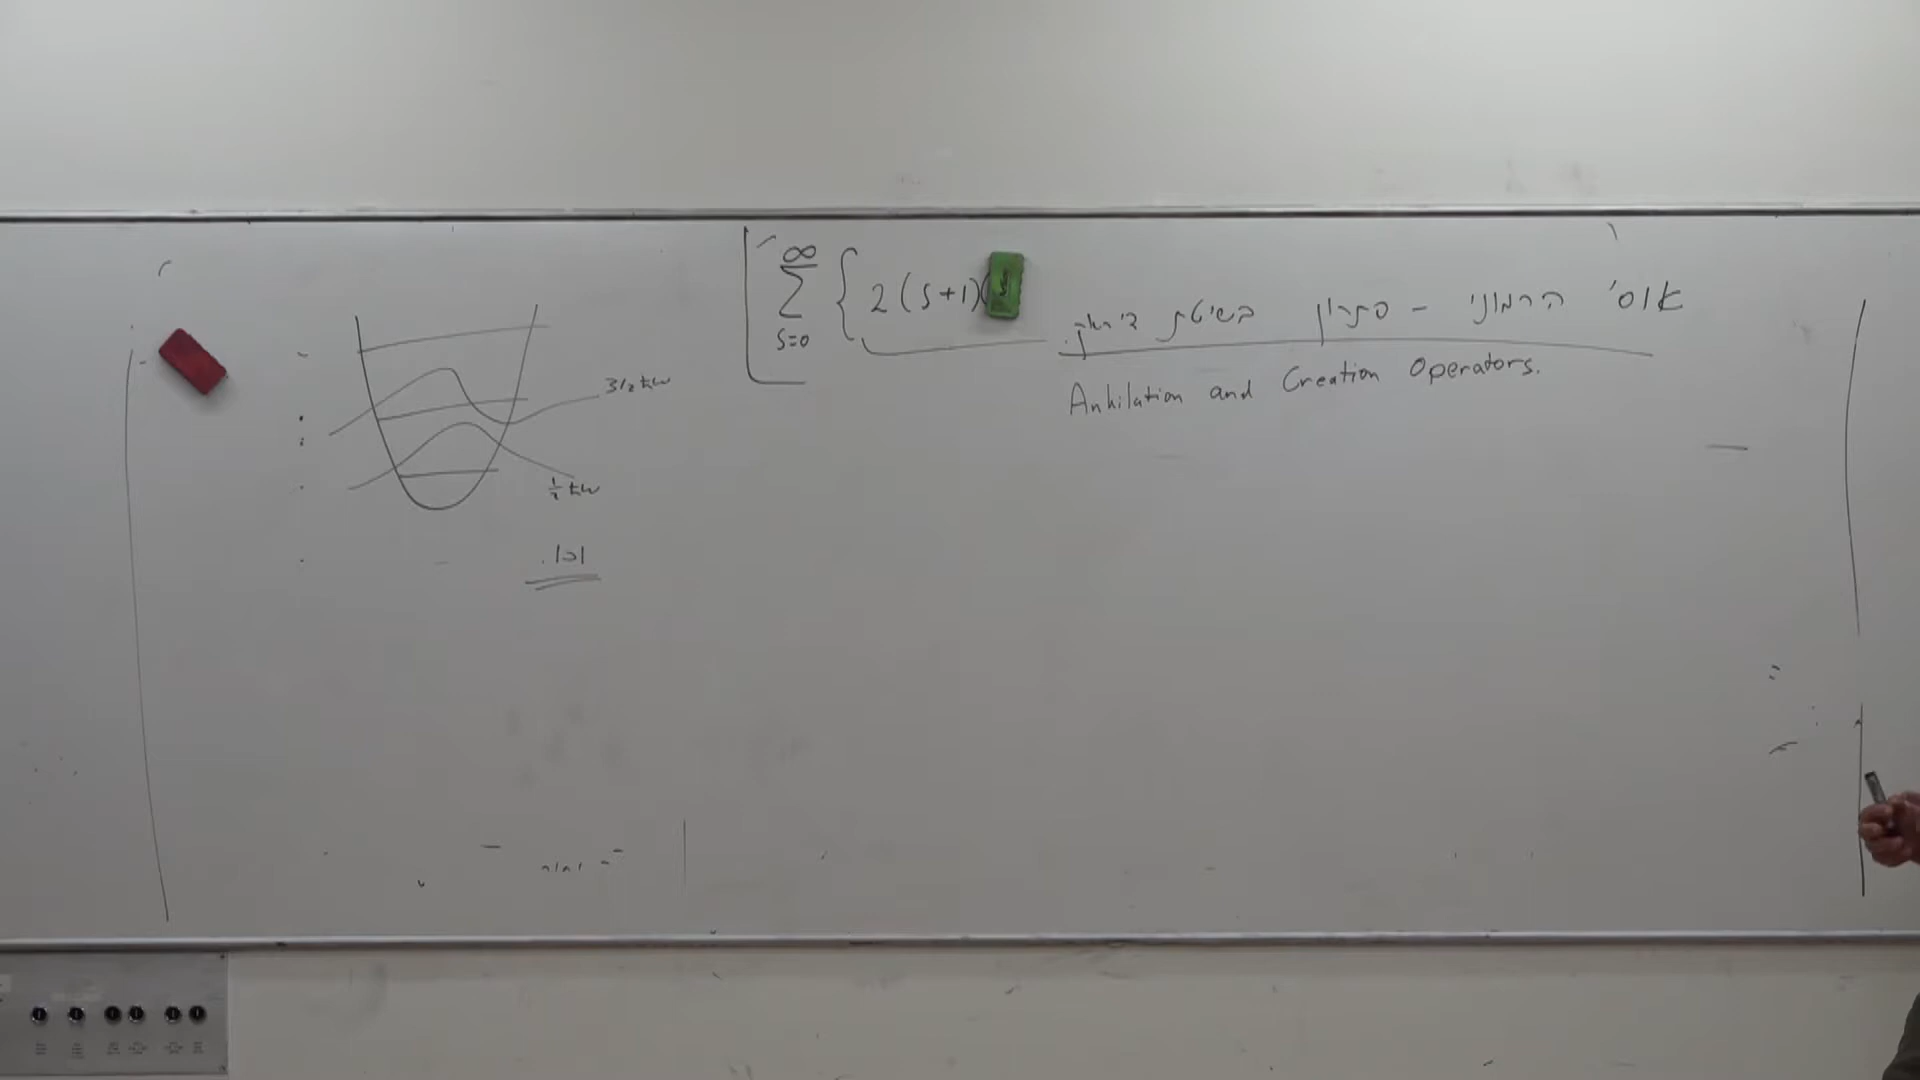 אוס' הרמוני - פתרון בשיטת דיראק.
Anhilation and Creation Operators.
∞
Σ { 2(s+1)(s
s=0
3/2 ħω
1/2 ħω
וכו'.